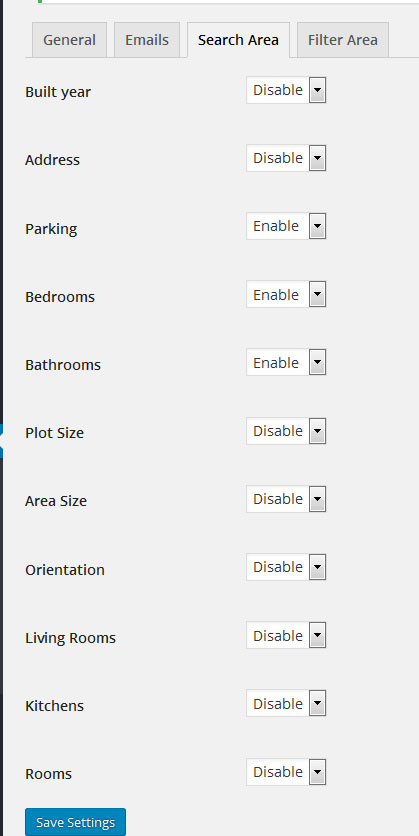 General Emails Search Area Filter Area
Built year Disable
Address Disable
Parking Enable
Bedrooms Enable
Bathrooms Enable
Plot Size Disable
Area Size Disable
Orientation Disable
Living Rooms Disable
Kitchens Disable
Rooms Disable
Save Settings